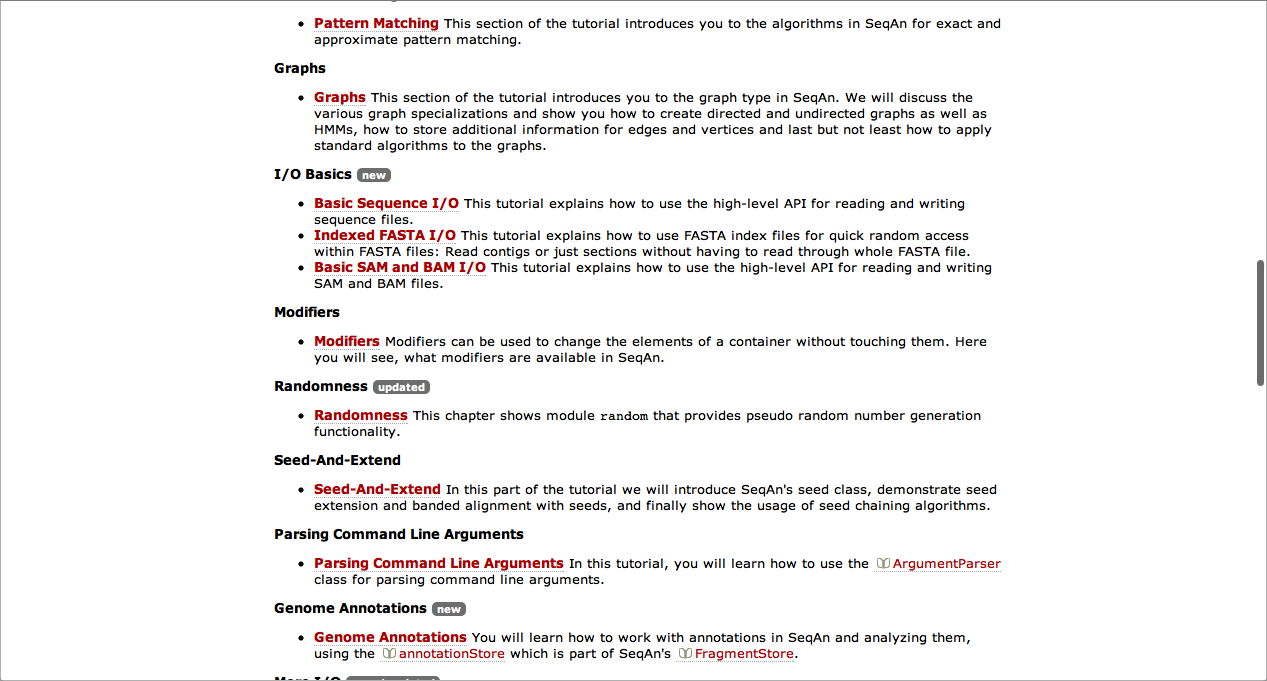 Pattern Matching This section of the tutorial introduces you to the algorithms in SeqAn for exact and
approximate pattern matching.
Graphs
Graphs This section of the tutorial introduces you to the graph type in SeqAn. We will discuss the
various graph specializations and show you how to create directed and undirected graphs as well as
HMMs, how to store additional information for edges and vertices and last but not least how to apply
standard algorithms to the graphs.
I/O Basics new
Basic Sequence I/O This tutorial explains how to use the high-level API for reading and writing
sequence files.
Indexed FASTA I/O This tutorial explains how to use FASTA index files for quick random access
within FASTA files: Read contigs or just sections without having to read through whole FASTA file.
Basic SAM and BAM I/O This tutorial explains how to use the high-level API for reading and writing
SAM and BAM files.
Modifiers
Modifiers Modifiers can be used to change the elements of a container without touching them. Here
you will see, what modifiers are available in SeqAn.
Randomness updated
Randomness This chapter shows module random that provides pseudo random number generation
functionality.
Seed-And-Extend
Seed-And-Extend In this part of the tutorial we will introduce SeqAn's seed class, demonstrate seed
extension and banded alignment with seeds, and finally show the usage of seed chaining algorithms.
Parsing Command Line Arguments
Parsing Command Line Arguments In this tutorial, you will learn how to use the ArgumentParser
class for parsing command line arguments.
Genome Annotations new
Genome Annotations You will learn how to work with annotations in SeqAn and analyzing them,
using the annotationStore which is part of SeqAn's FragmentStore.
More I/O